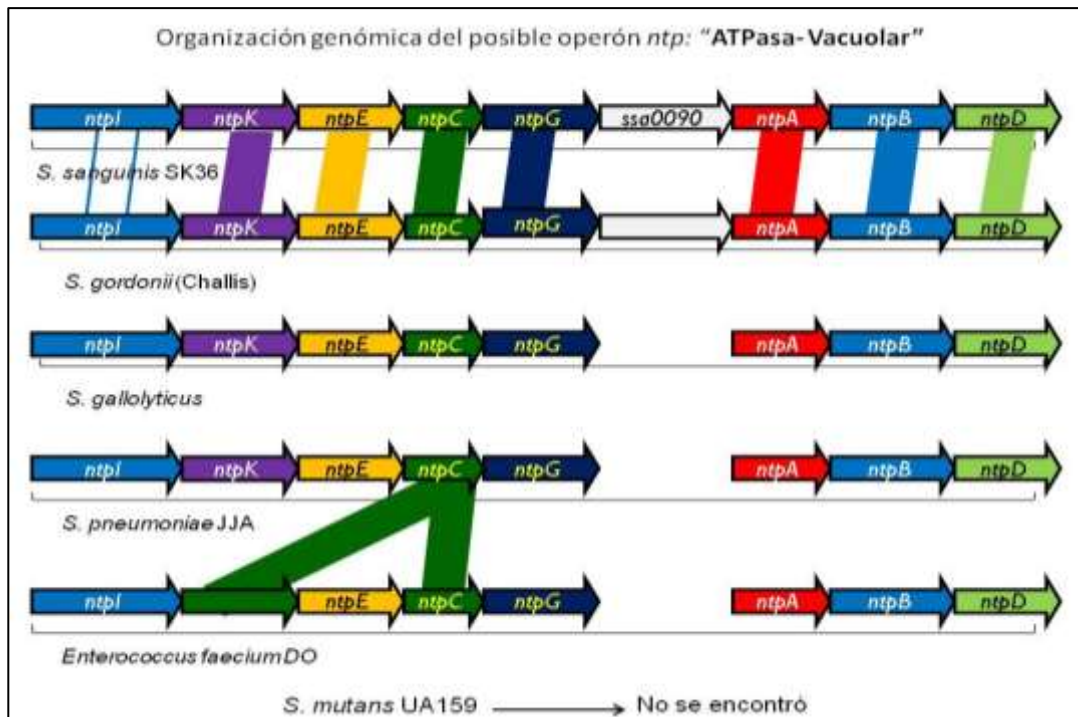 Organización genómica del posible operón ntp: "ATPasa- Vacuolar"
ntpI ntpK ntpE ntpC ntpG ssa0090 ntpA ntpB ntpD
S. sanguinis SK36
ntpI ntpK ntpE ntpC ntpG ntpA ntpB ntpD
S. gordonii (Challis)
ntpI ntpK ntpE ntpC ntpG ntpA ntpB ntpD
S. gallolyticus
ntpI ntpK ntpE ntpC ntpG ntpA ntpB ntpD
S. pneumoniae JJA
ntpI ntpE ntpC ntpG ntpA ntpB ntpD
Enterococcus faecium DO
S. mutans UA159 → No se encontró